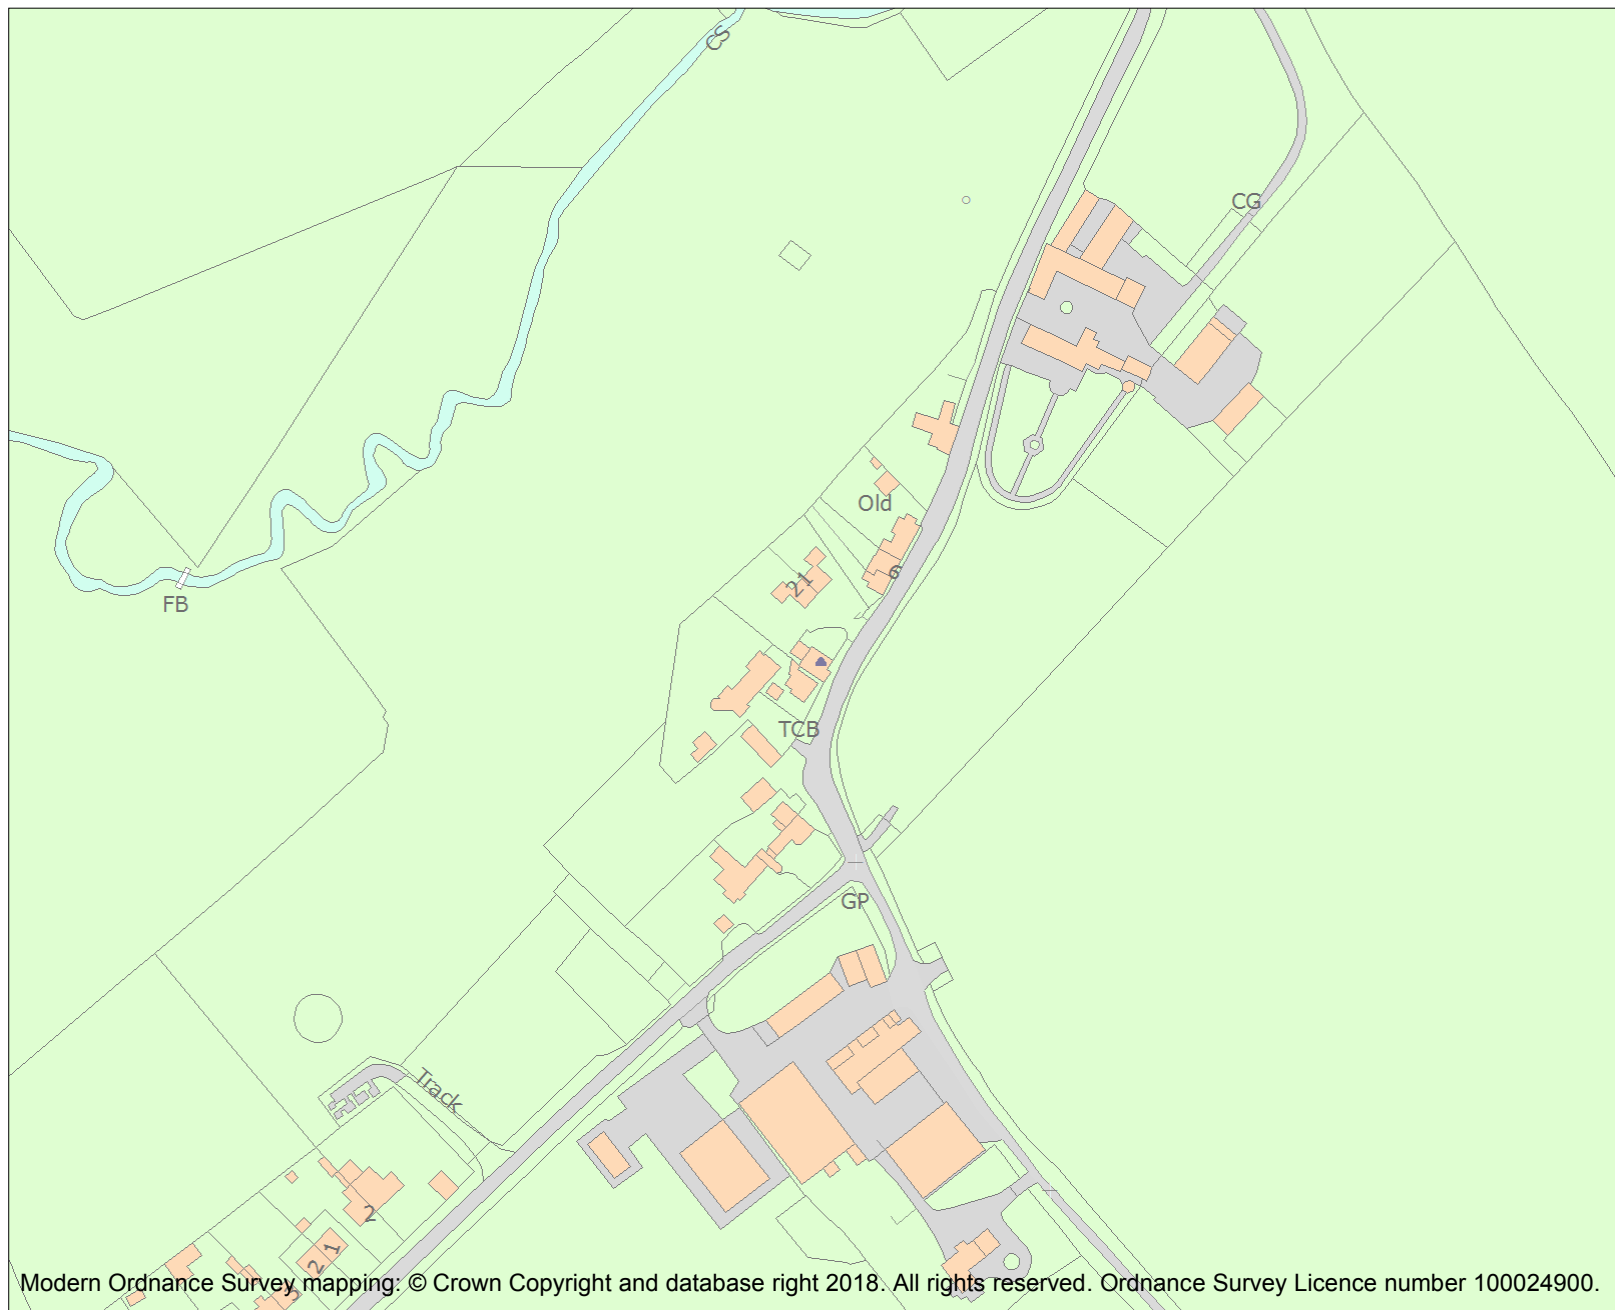 CS
CG
Old
6
21
FB
TCB
GP
Track
2
1
2
3
Modern Ordnance Survey mapping: © Crown Copyright and database right 2018. All rights reserved. Ordnance Survey Licence number 100024900.